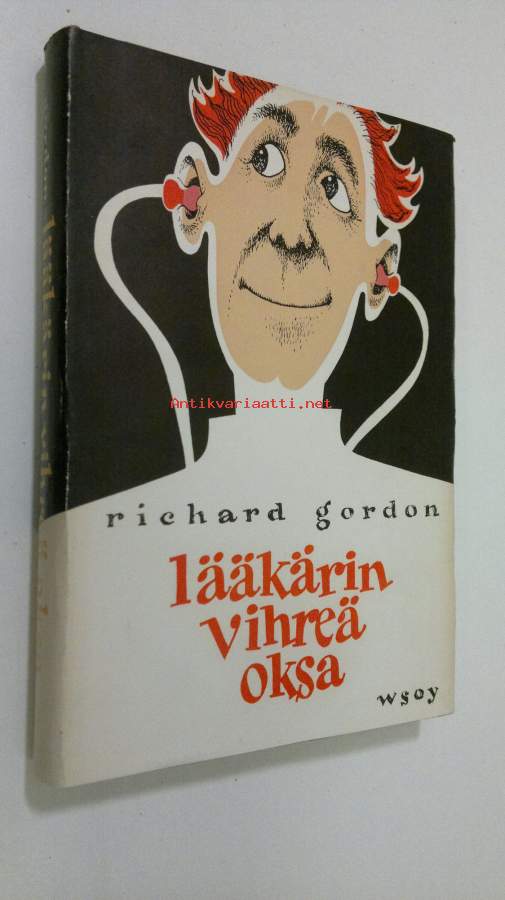 Antikvariaatti.net
richard gordon
lääkärin
vihreä
oksa
wsoy